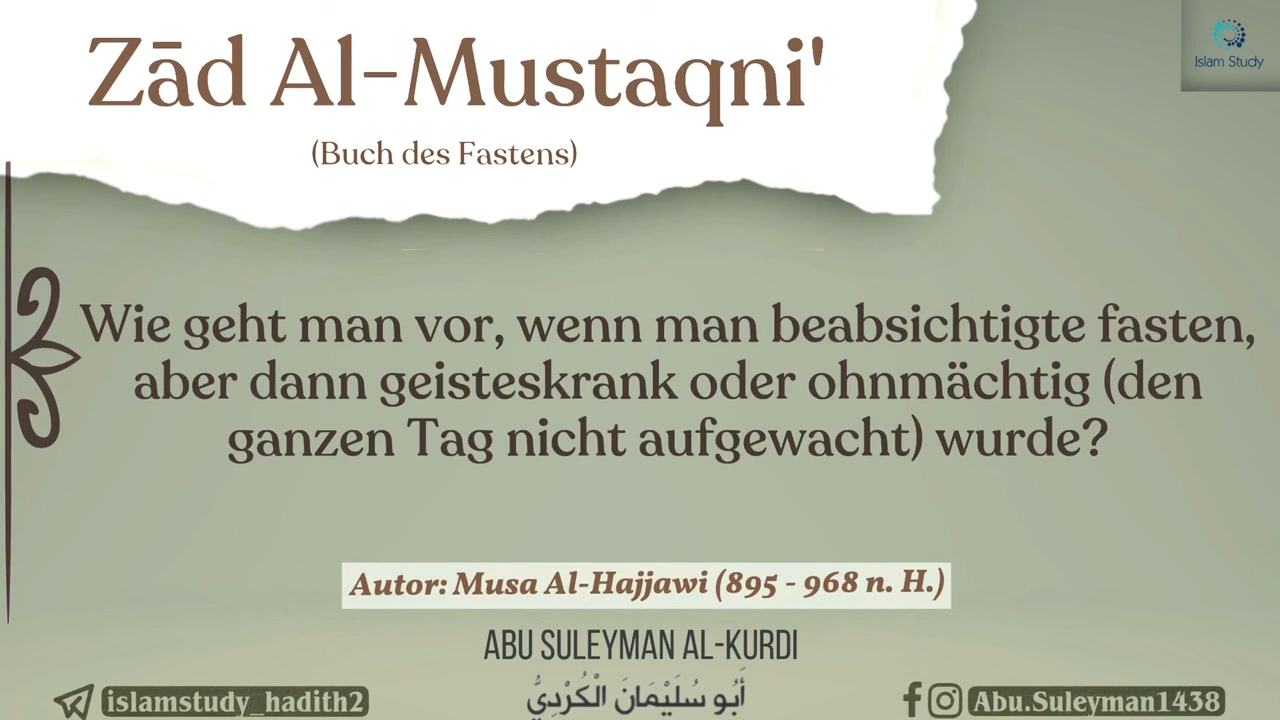 Zād Al-Mustaqni'
(Buch des Fastens)
Islam Study
Wie geht man vor, wenn man beabsichtigte fasten,
aber dann geisteskrank oder ohnmächtig (den
ganzen Tag nicht aufgewacht) wurde?
Autor: Musa Al-Hajjawi (895 - 968 n. H.)
ABU SULEYMAN AL-KURDI
أَبُو سُلَيْمَانَ الْكُرْدِيُّ
islamstudy_hadith2
Abu.Suleyman1438